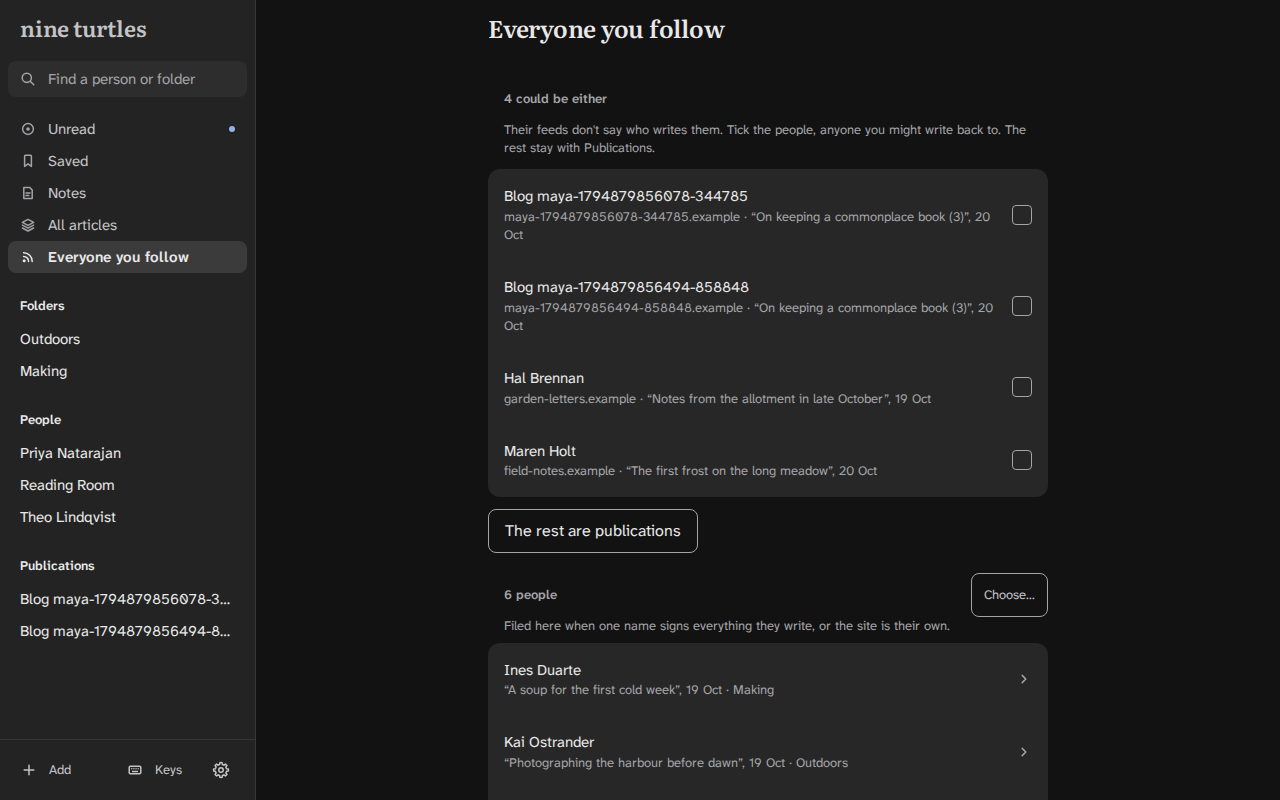 nine turtles
Find a person or folder
Unread
Saved
Notes
All articles
Everyone you follow
Folders
Outdoors
Making
People
Priya Natarajan
Reading Room
Theo Lindqvist
Publications
Blog maya-1794879856078-3...
Blog maya-1794879856494-8...
Add
Keys
Everyone you follow
4 could be either
Their feeds don't say who writes them. Tick the people, anyone you might write back to. The
rest stay with Publications.
Blog maya-1794879856078-344785
maya-1794879856078-344785.example · “On keeping a commonplace book (3)”, 20
Oct
Blog maya-1794879856494-858848
maya-1794879856494-858848.example · “On keeping a commonplace book (3)”, 20
Oct
Hal Brennan
garden-letters.example · “Notes from the allotment in late October”, 19 Oct
Maren Holt
field-notes.example · “The first frost on the long meadow”, 20 Oct
The rest are publications
6 people
Choose...
Filed here when one name signs everything they write, or the site is their own.
Ines Duarte
“A soup for the first cold week”, 19 Oct · Making
Kai Ostrander
“Photographing the harbour before dawn”, 19 Oct · Outdoors